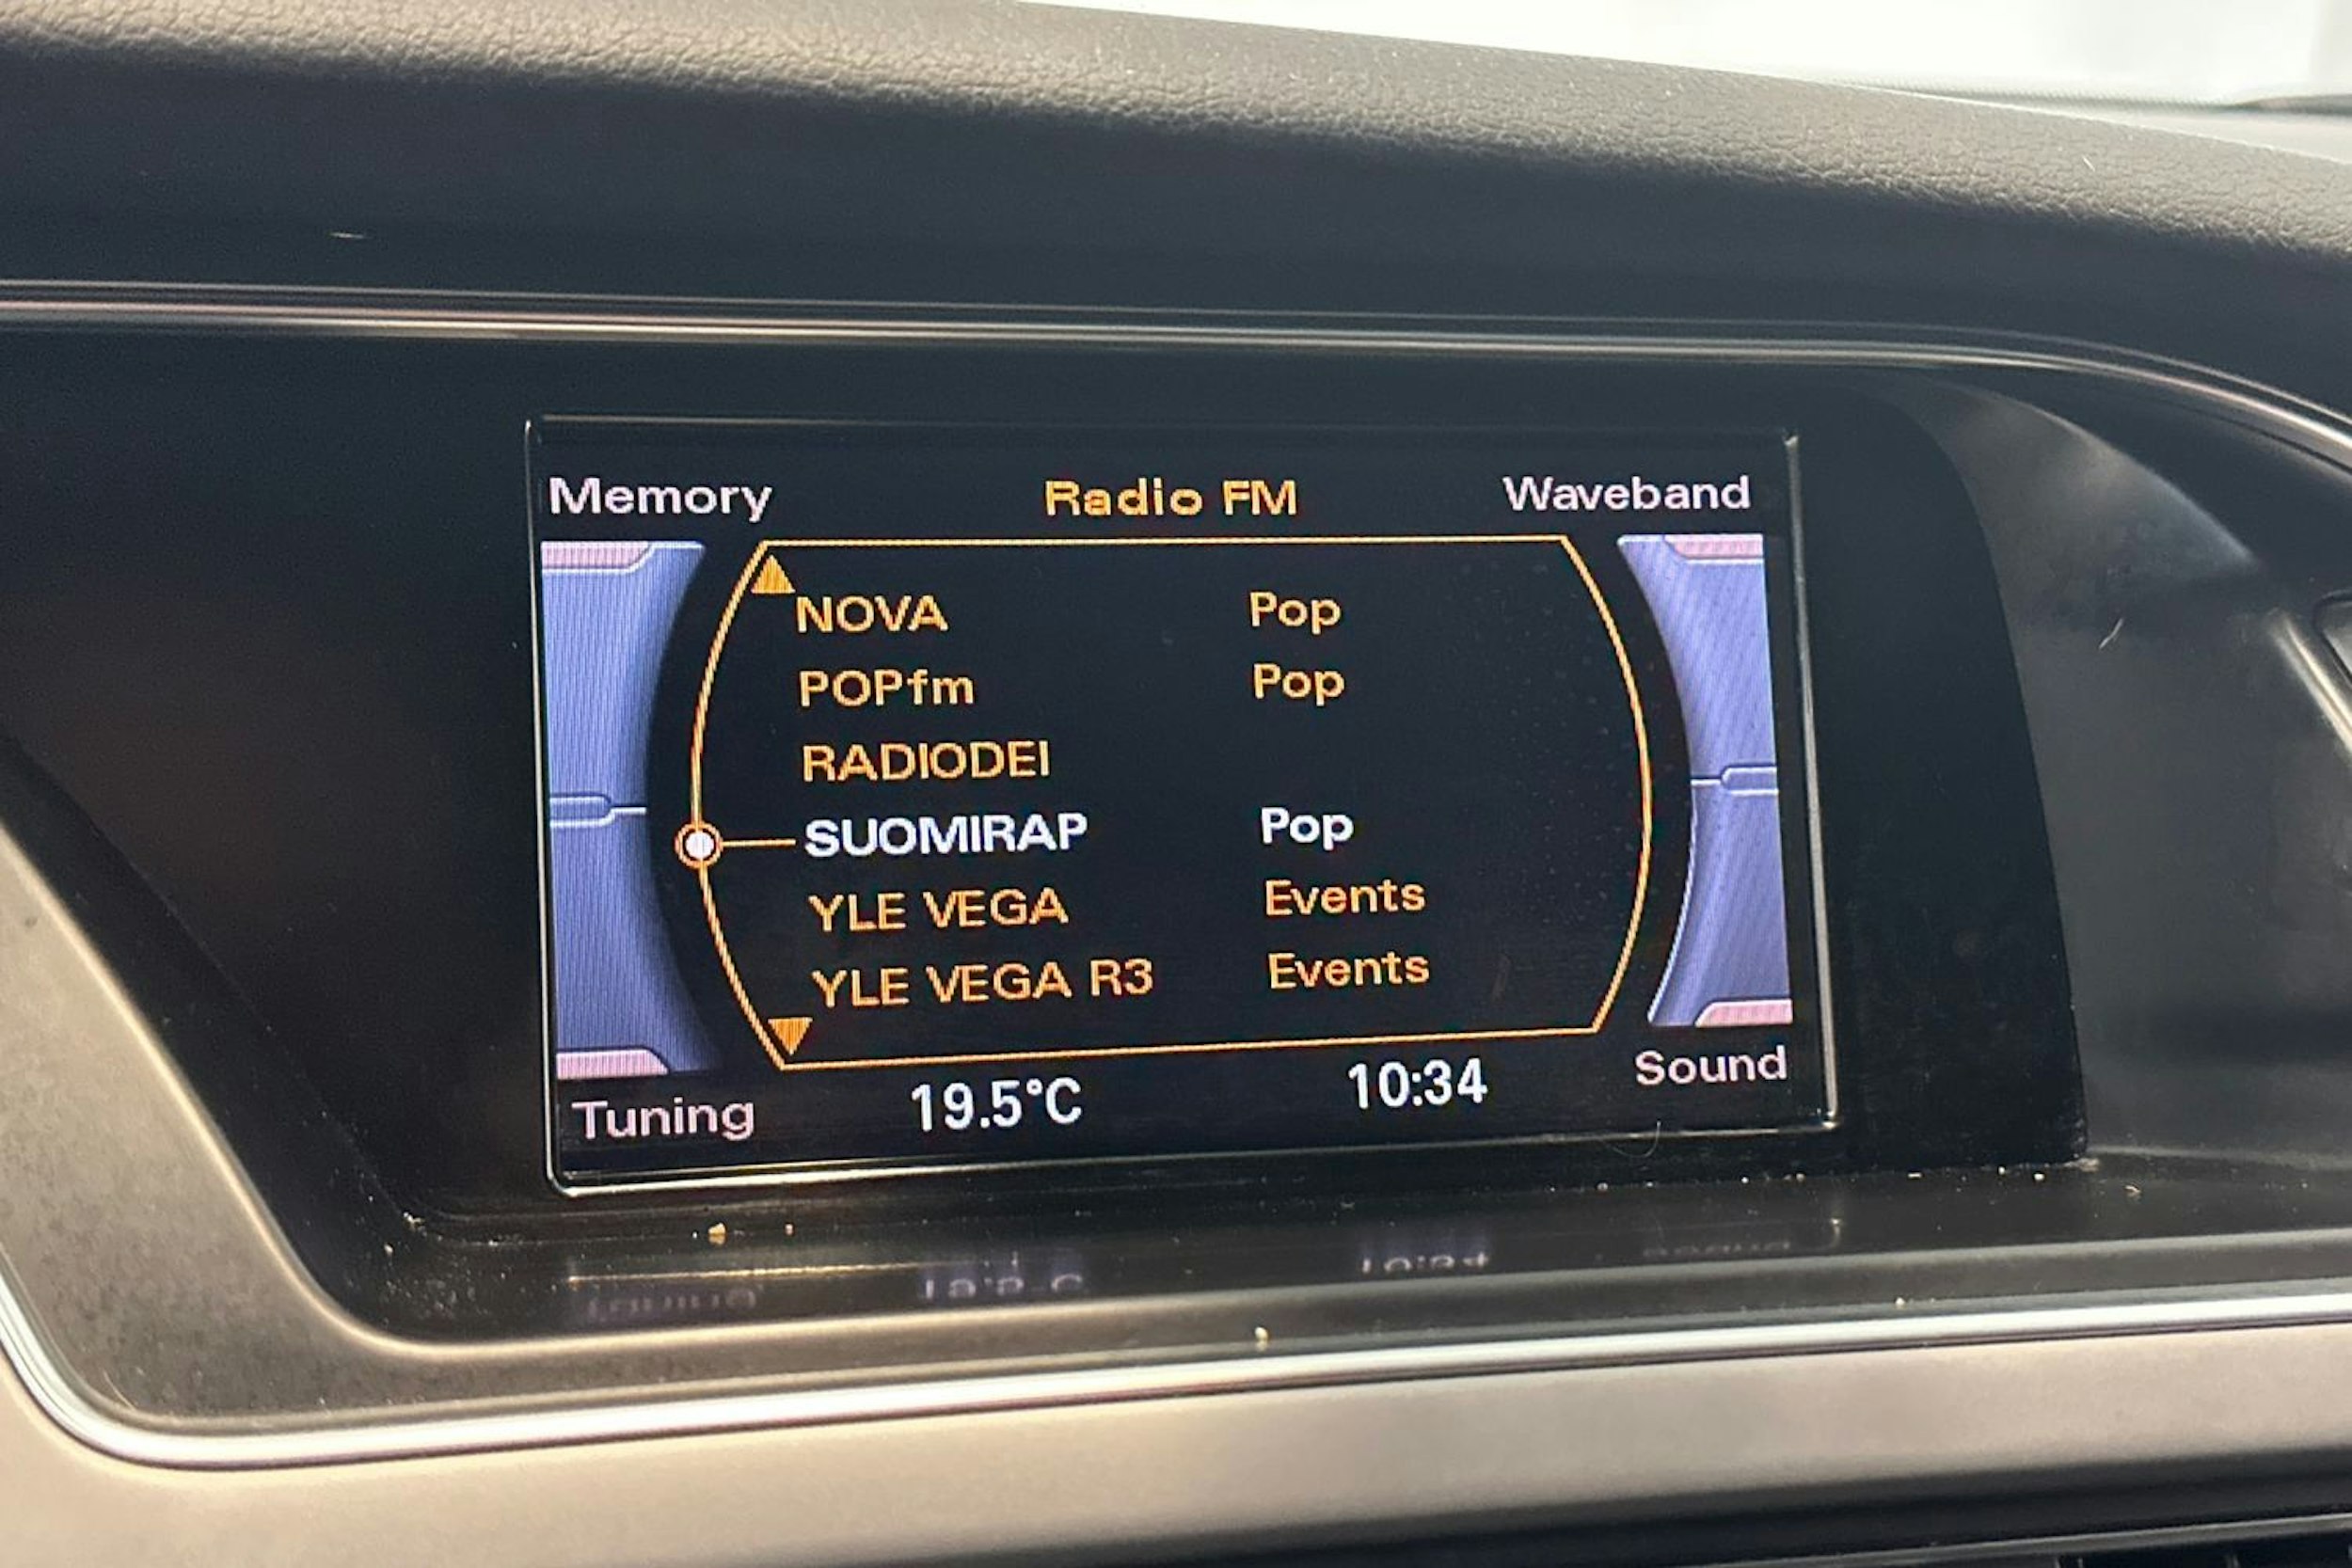 Memory Radio FM Waveband
NOVA Pop
POPfm Pop
RADIODEI
SUOMIRAP Pop
YLE VEGA Events
YLE VEGA R3 Events
Tuning 19.5°C 10:34 Sound